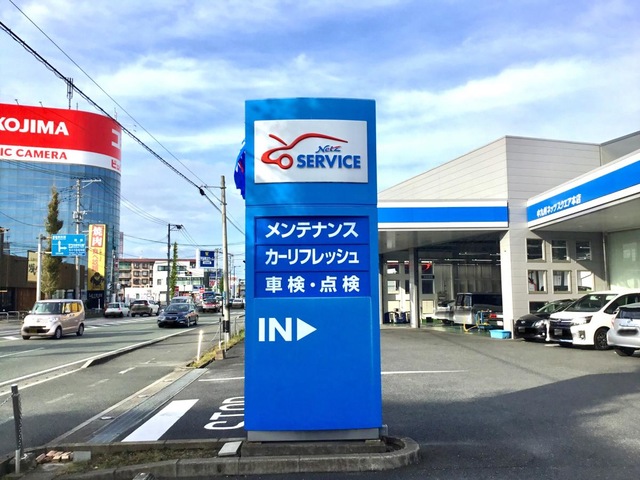 KOJIMA
IC CAMERA
Netz
SERVICE
メンテナンス
カーリフレッシュ
車検・点検
IN
STOP